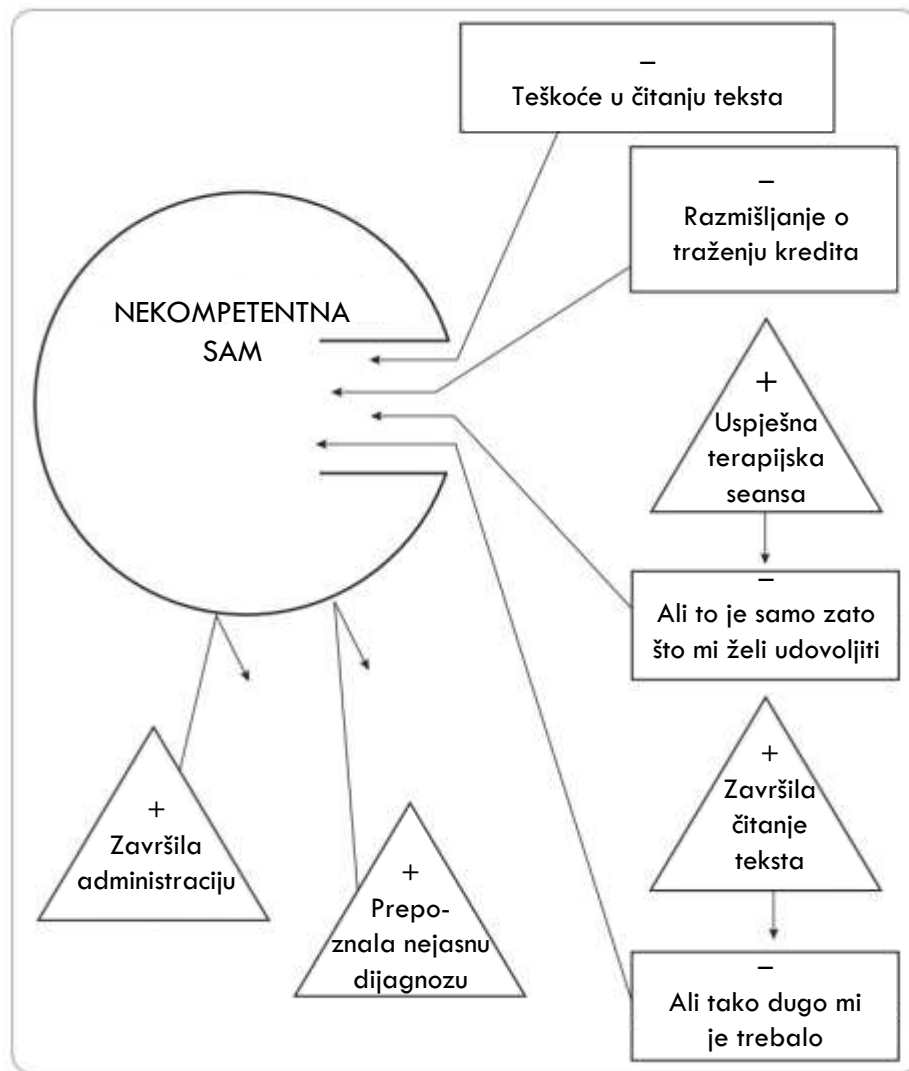 –
Teškoće u čitanju teksta
–
Razmišljanje o
traženju kredita
NEKOMPETENTNA
SAM
+
Uspješna
terapijska
seansa
–
Ali to je samo zato
što mi želi udovoljiti
+
Završila
čitanje
teksta
+
Završila
administraciju
+
Prepo-
znala nejasnu
dijagnozu
–
Ali tako dugo mi
je trebalo